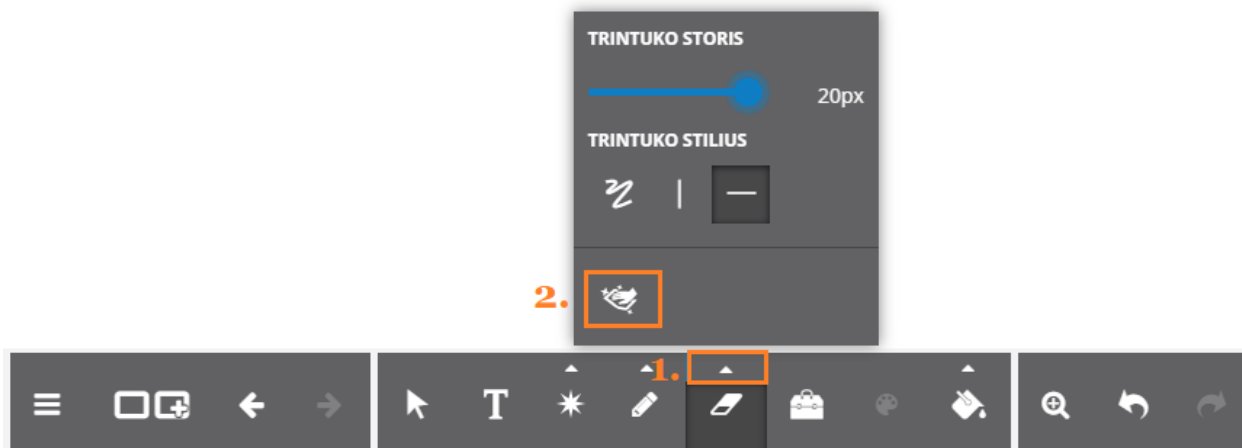 TRINTUKO STORIS
20px
TRINTUKO STILIUS
2.
1.
T